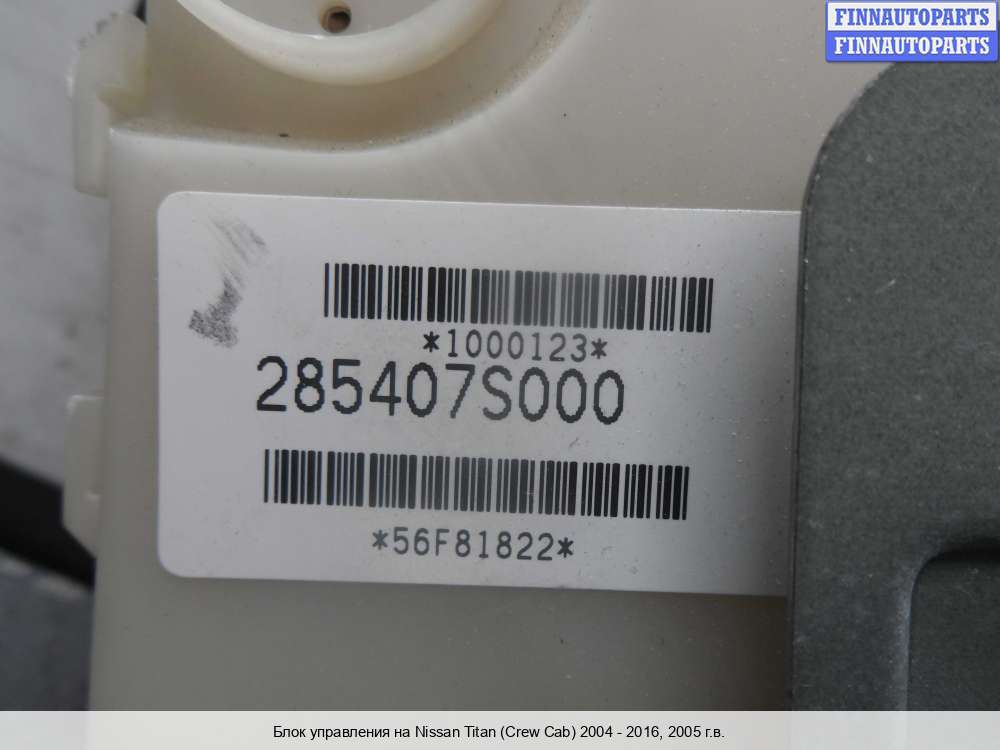 FINNAUTOPARTS
FINNAUTOPARTS
*1000123*
285407S000
*56F81822*
Блок управления на Nissan Titan (Crew Cab) 2004 - 2016, 2005 г.в.